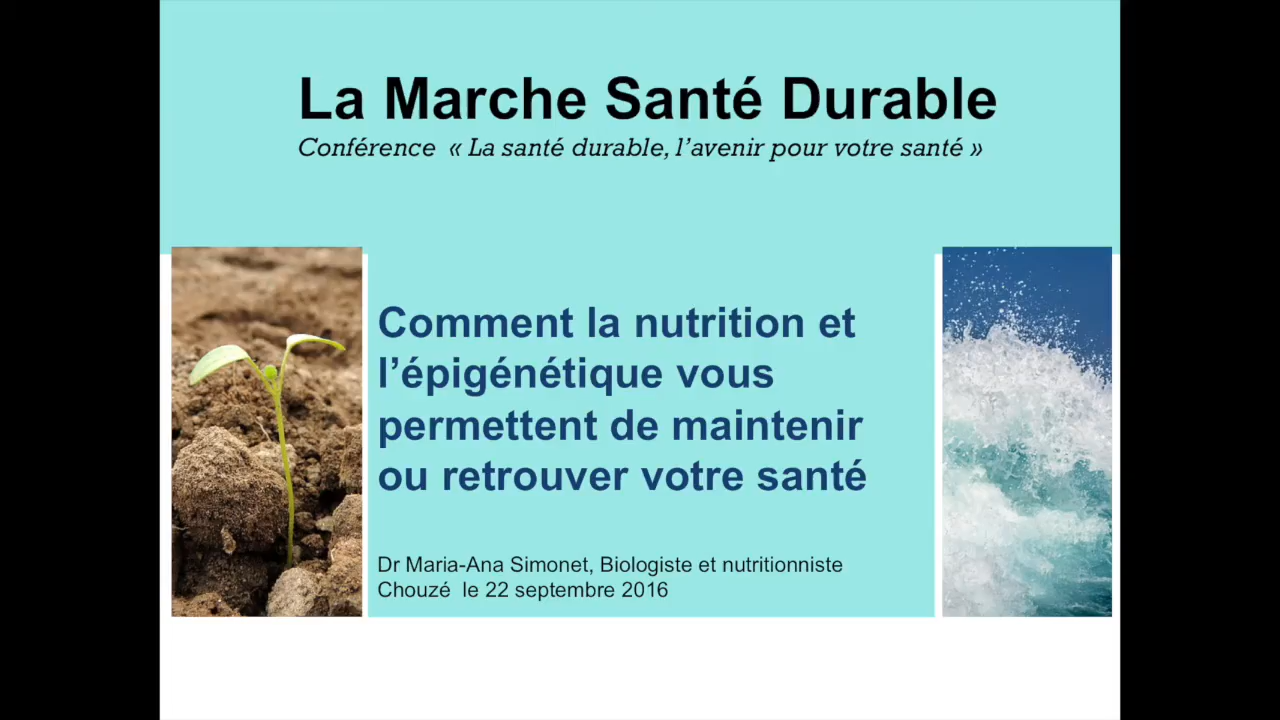 La Marche Santé Durable
Conférence « La santé durable, l’avenir pour votre santé »
Comment la nutrition et
l’épigénétique vous
permettent de maintenir
ou retrouver votre santé
Dr Maria-Ana Simonet, Biologiste et nutritionniste
Chouzé le 22 septembre 2016